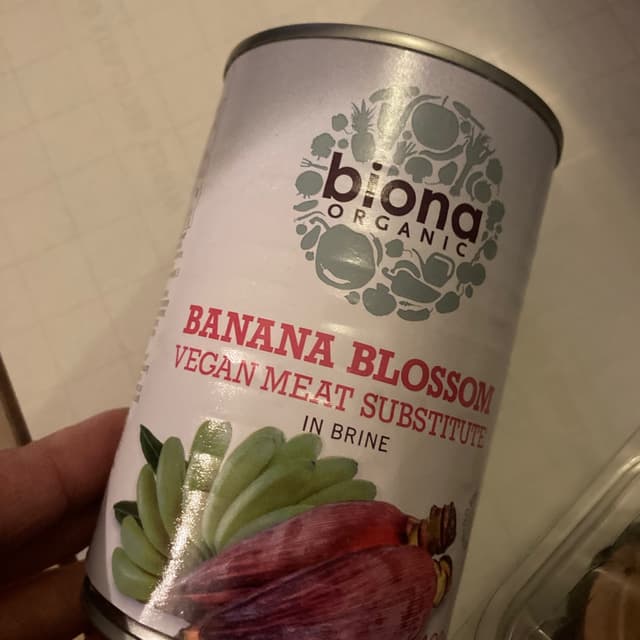 biona
ORGANIC
BANANA BLOSSOM
VEGAN MEAT SUBSTITUTE
IN BRINE